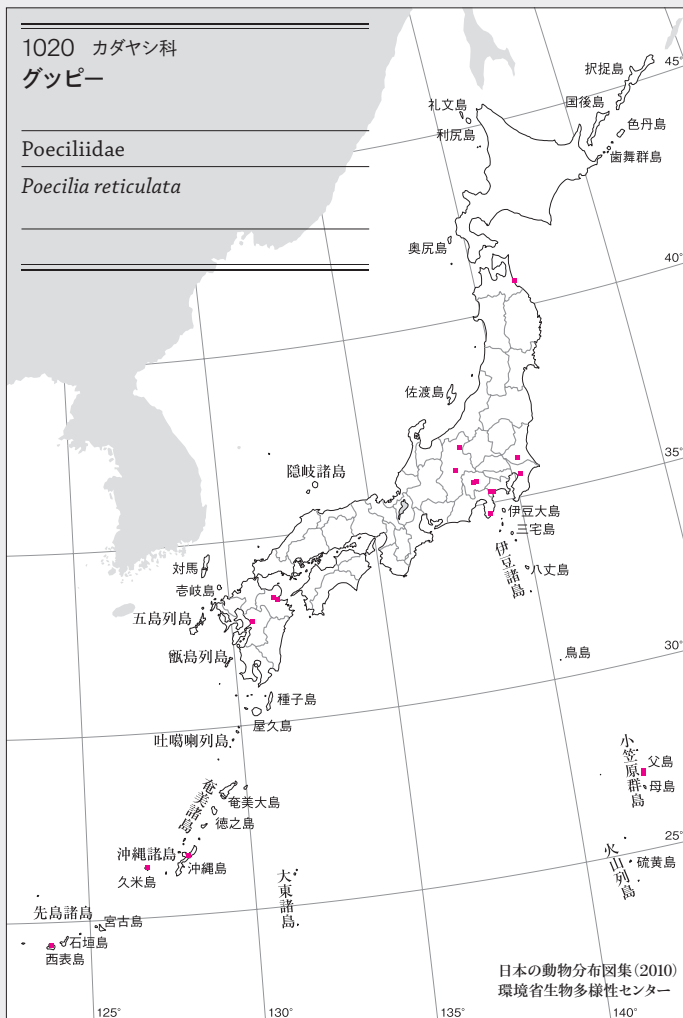 1020 カダヤシ科
グッピー
Poeciliidae
Poecilia reticulata
45°
択捉島
国後島
礼文島
色丹島
利尻島
歯舞群島
奥尻島
40°
佐渡島
35°
隠岐諸島
伊豆大島
三宅島
伊豆諸島
八丈島
対馬
壱岐島
五島列島
甑島列島
鳥島
30°
種子島
屋久島
吐噶喇列島
小笠原群島
父島
母島
奄美諸島
奄美大島
徳之島
25°
沖縄諸島
沖縄島
久米島
火山列島
硫黄島
大東諸島
先島諸島
宮古島
石垣島
西表島
日本の動物分布図集(2010)
環境省生物多様性センター
125°
130°
135°
140°